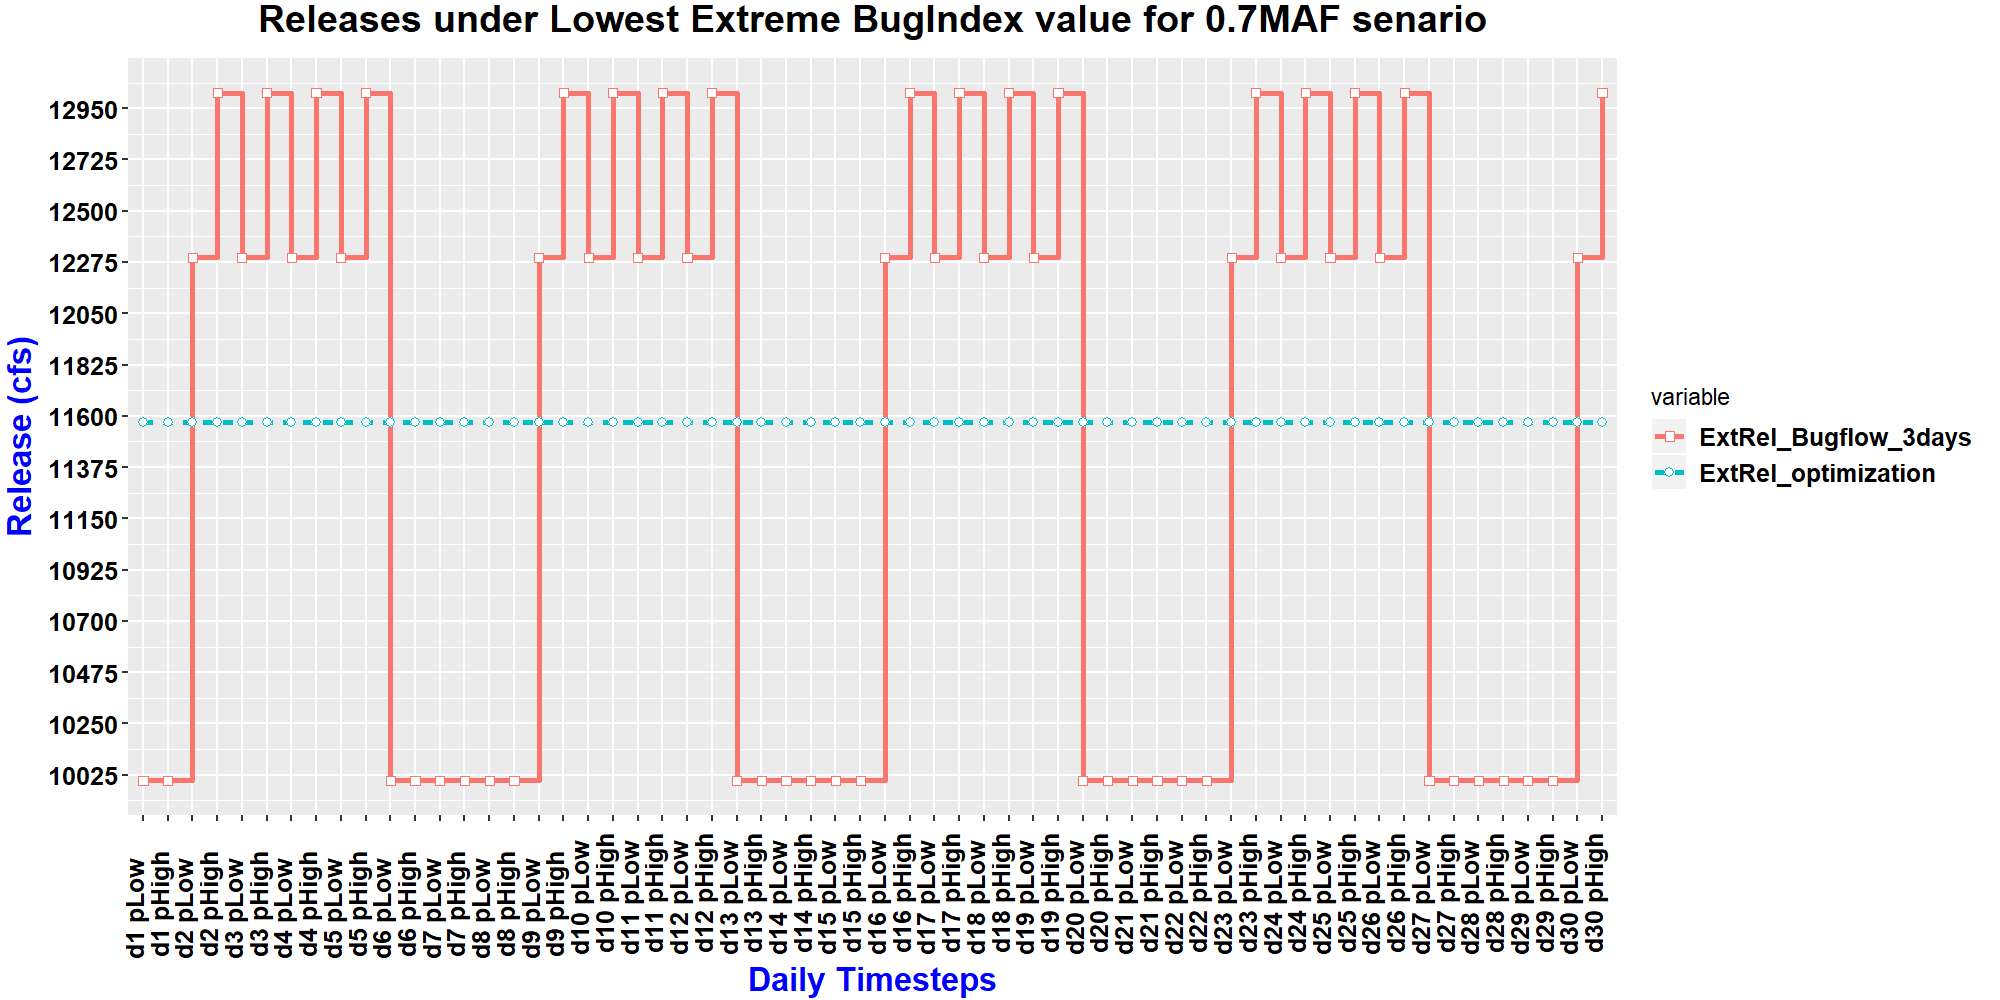 Releases under Lowest Extreme BugIndex value for 0.7MAF senario
Release (cfs)
12950
12725
12500
12275
12050
11825
11600
11375
11150
10925
10700
10475
10250
10025
d1 pLow
d1 pHigh
d2 pLow
d2 pHigh
d3 pLow
d3 pHigh
d4 pLow
d4 pHigh
d5 pLow
d5 pHigh
d6 pLow
d6 pHigh
d7 pLow
d7 pHigh
d8 pLow
d8 pHigh
d9 pLow
d9 pHigh
d10 pLow
d10 pHigh
d11 pLow
d11 pHigh
d12 pLow
d12 pHigh
d13 pLow
d13 pHigh
d14 pLow
d14 pHigh
d15 pLow
d15 pHigh
d16 pLow
d16 pHigh
d17 pLow
d17 pHigh
d18 pLow
d18 pHigh
d19 pLow
d19 pHigh
d20 pLow
d20 pHigh
d21 pLow
d21 pHigh
d22 pLow
d22 pHigh
d23 pLow
d23 pHigh
d24 pLow
d24 pHigh
d25 pLow
d25 pHigh
d26 pLow
d26 pHigh
d27 pLow
d27 pHigh
d28 pLow
d28 pHigh
d29 pLow
d29 pHigh
d30 pLow
d30 pHigh
Daily Timesteps
variable
ExtRel_Bugflow_3days
ExtRel_optimization